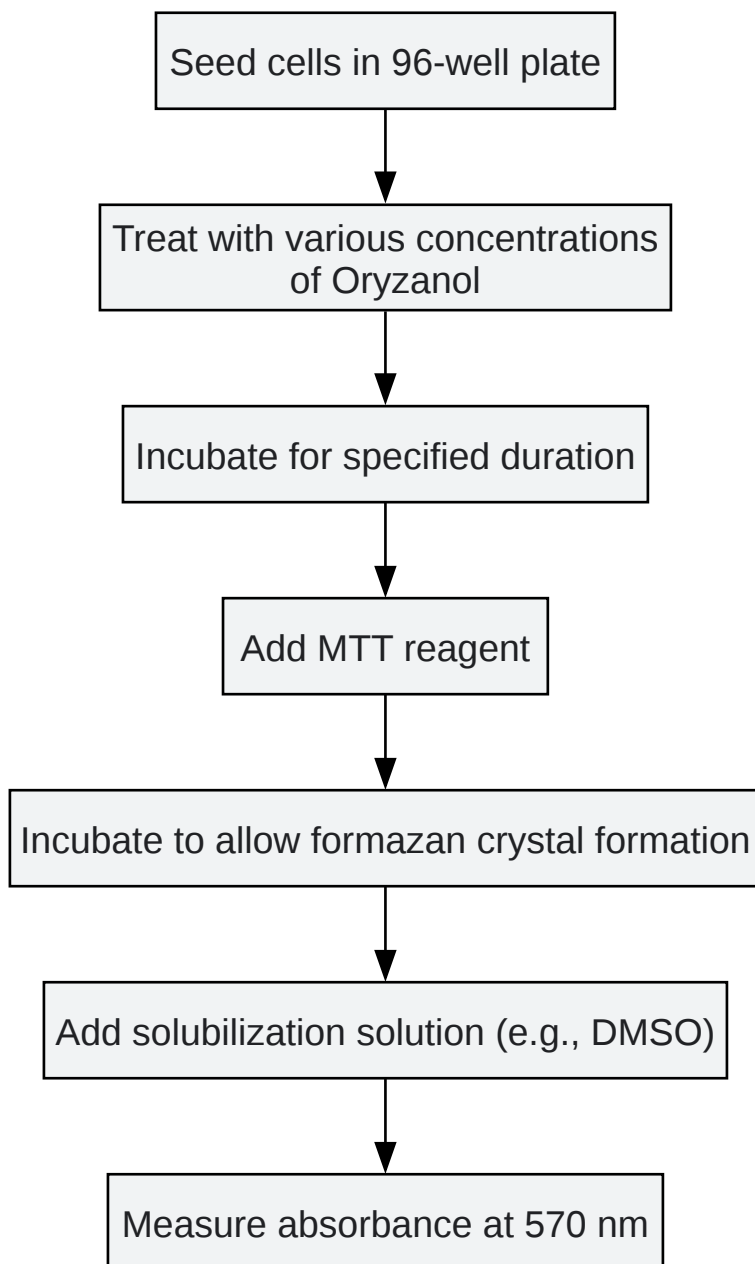 Seed cells in 96-well plate
Treat with various concentrations
of Oryzanol
Incubate for specified duration
Add MTT reagent
Incubate to allow formazan crystal formation
Add solubilization solution (e.g., DMSO)
Measure absorbance at 570 nm